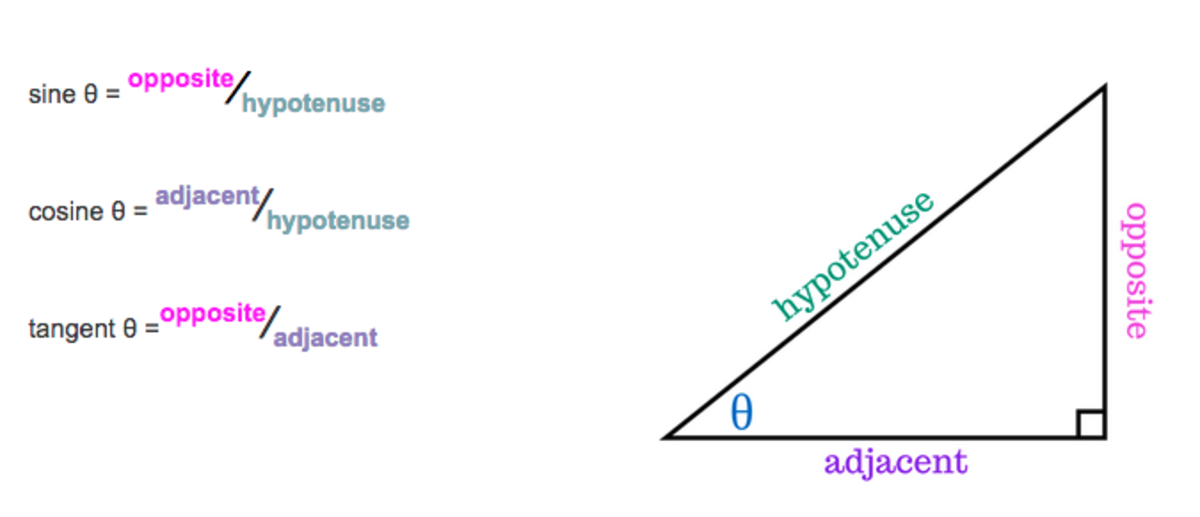 sine θ = opposite/hypotenuse
cosine θ = adjacent/hypotenuse
tangent θ =opposite/adjacent
hypotenuse
opposite
θ
adjacent